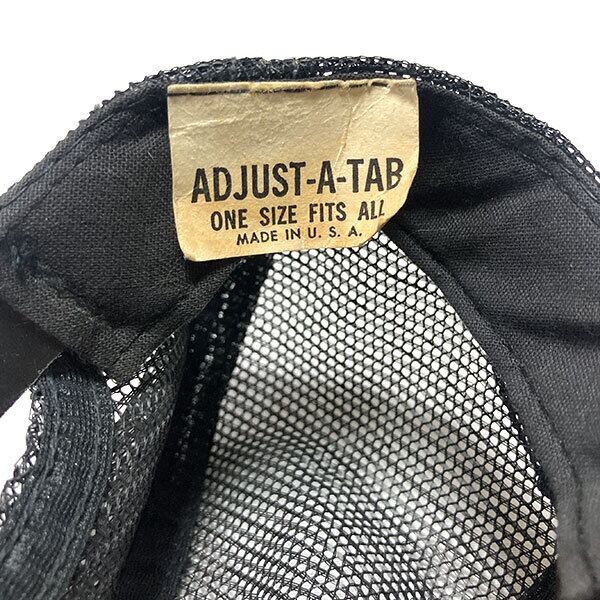 ADJUST-A-TAB
ONE SIZE FITS ALL
MADE IN U. S. A.